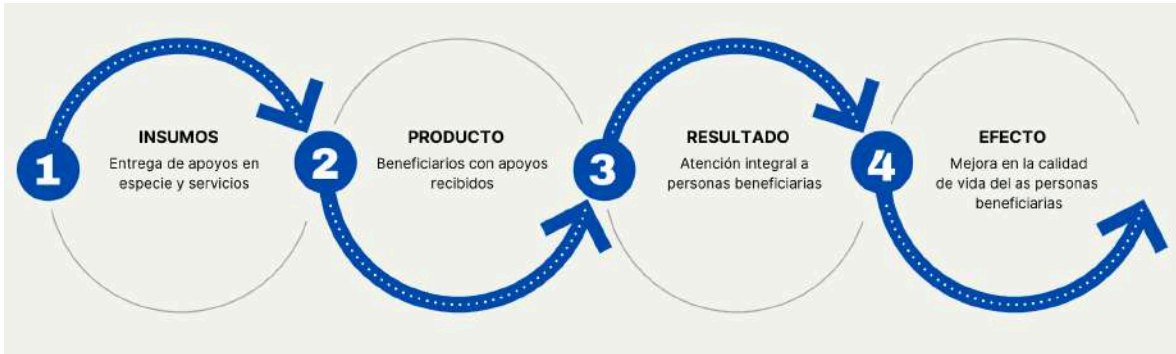 1
INSUMOS
Entrega de apoyos en
especie y servicios
2
PRODUCTO
Beneficiarios con apoyos
recibidos
3
RESULTADO
Atención integral a
personas beneficiarias
4
EFECTO
Mejora en la calidad
de vida del as personas
beneficiarias